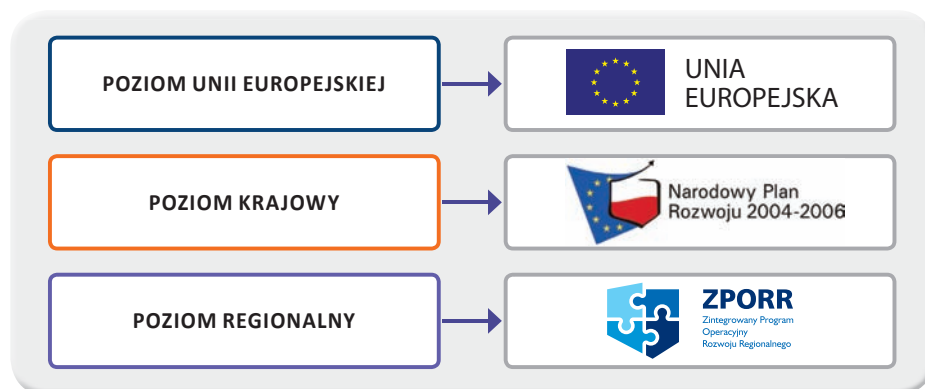 POZIOM UNII EUROPEJSKIEJ
UNIA
EUROPEJSKA
POZIOM KRAJOWY
Narodowy Plan
Rozwoju 2004-2006
POZIOM REGIONALNY
ZPORR
Zintegrowany Program
Operacyjny
Rozwoju Regionalnego